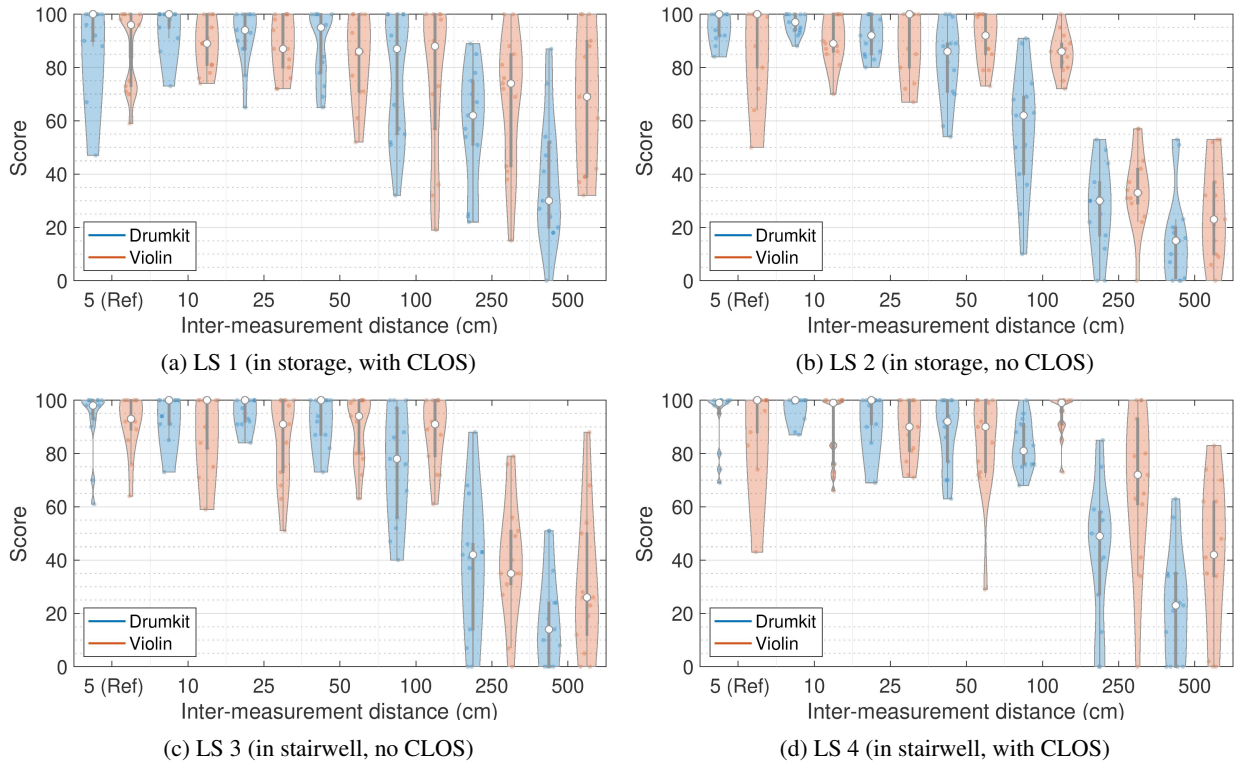 100
80
60
40
20
0
Score
Drumkit
Violin
5 (Ref) 10 25 50 100 250 500
Inter-measurement distance (cm)
(a) LS 1 (in storage, with CLOS)
100
80
60
40
20
0
Score
Drumkit
Violin
5 (Ref) 10 25 50 100 250 500
Inter-measurement distance (cm)
(b) LS 2 (in storage, no CLOS)
100
80
60
40
20
0
Score
Drumkit
Violin
5 (Ref) 10 25 50 100 250 500
Inter-measurement distance (cm)
(c) LS 3 (in stairwell, no CLOS)
100
80
60
40
20
0
Score
Drumkit
Violin
5 (Ref) 10 25 50 100 250 500
Inter-measurement distance (cm)
(d) LS 4 (in stairwell, with CLOS)